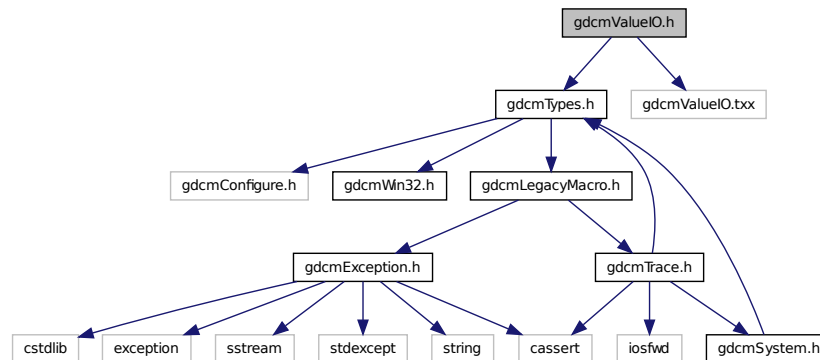 gdcmValueIO.h
gdcmTypes.h
gdcmValueIO.txx
gdcmConfigure.h
gdcmWin32.h
gdcmLegacyMacro.h
gdcmException.h
gdcmTrace.h
cstdlib
exception
sstream
stdexcept
string
cassert
iosfwd
gdcmSystem.h